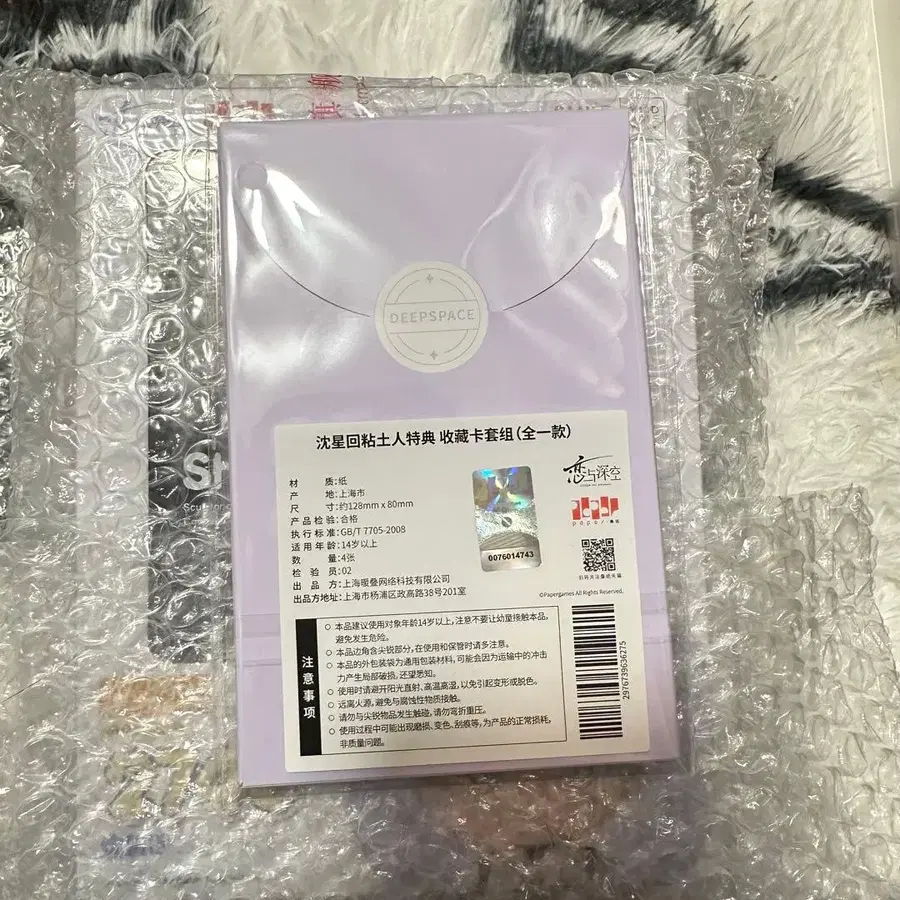 DEEPSPACE
沈星回粘土人特典 收藏卡套组(全一款)
材 质:纸
产 地:上海市
尺 寸:约128mm x 80mm
产品检验:合格
执行标准:GB/T 7705-2008
适用年龄:14岁以上
数 量:4张
检 验 员:02
出 品 方:上海暖叠网络科技有限公司
出品方地址:上海市杨浦区政高路38号201室
0076014743
恋与深空
papa
扫码关注叠纸心意
©Papergames All Rights Reserved.
注意事项
○ 本品建议使用对象年龄14岁以上,注意不要让幼童接触本品,
避免发生危险。
○ 本品边角含尖锐部分,在使用和保管时请多注意。
○ 本品的外包装袋为通用包装材料,可能会因为运输中的冲击
力产生局部破损,还望悉知。
○ 使用时请避开阳光直射、高温高湿,以免引起变形或脱色。
○ 远离火源,避免与腐蚀性物质接触。
○ 请勿与尖锐物品发生触碰,请勿弯折重压。
○ 使用过程中可能出现磨损、变色、刮痕等,为产品的正常损耗,
非质量问题。
2976739636275